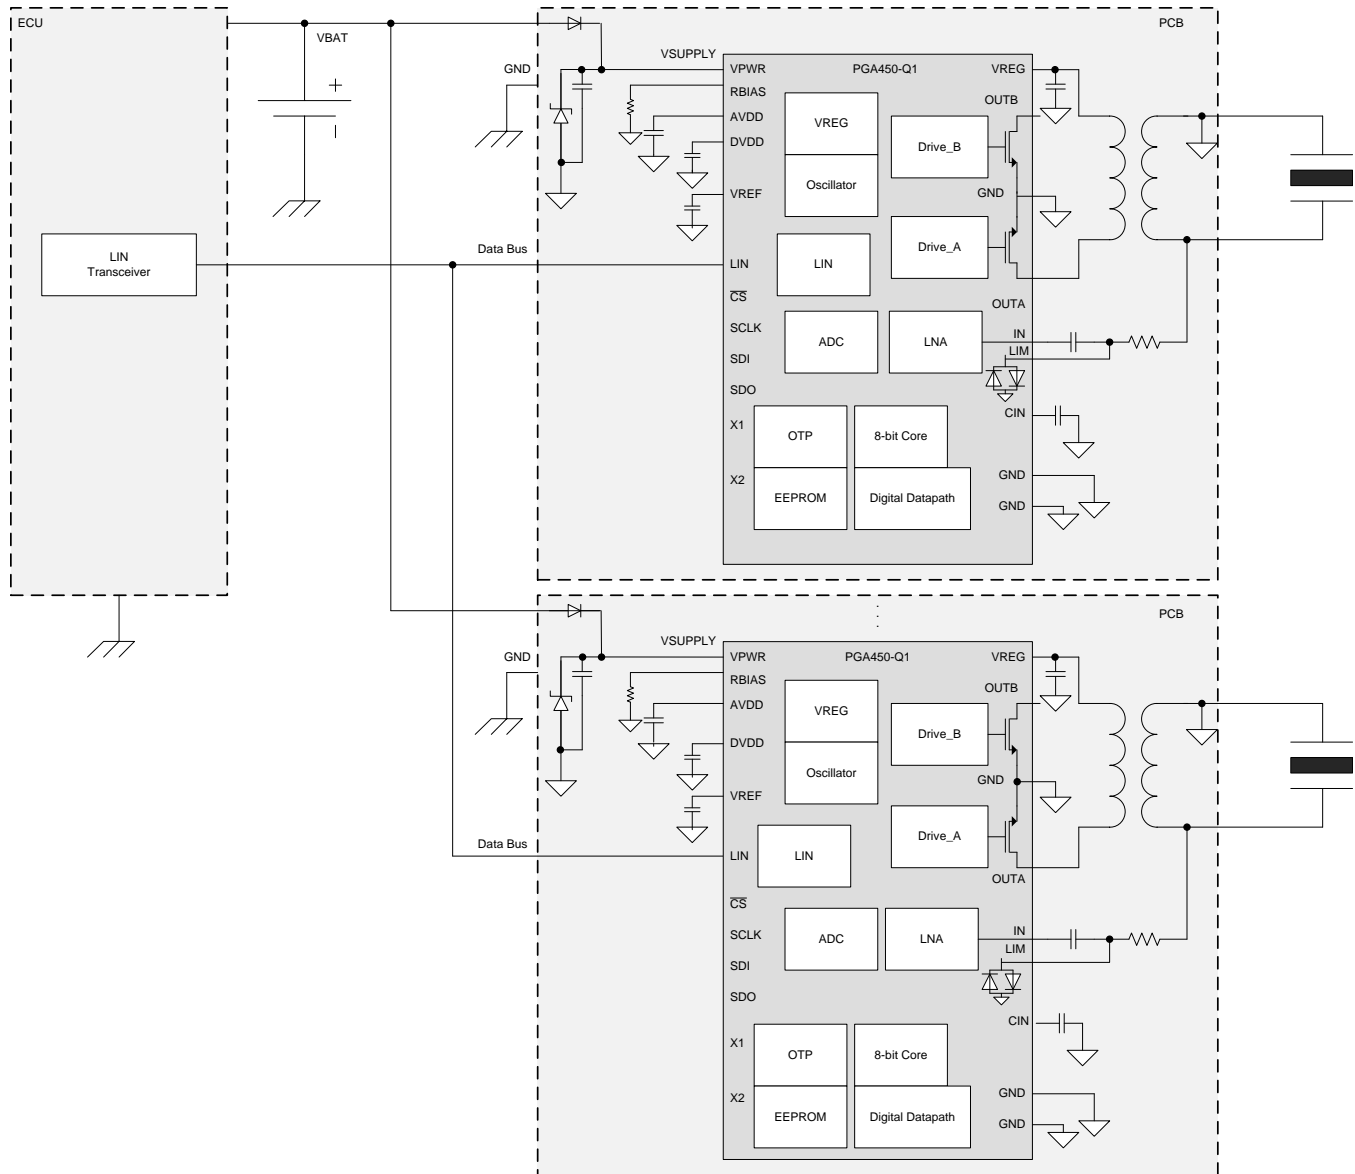 ECU
VBAT
+
GND
VSUPPLY
PCB
VPWR
PGA450-Q1
VREG
RBIAS
OUTB
AVDD
VREG
Drive_B
DVDD
Oscillator
VREF
GND
Drive_A
LIN
Transceiver
Data Bus
LIN
LIN
CS
OUTA
SCLK
ADC
LNA
IN
SDI
LIM
SDO
X1
OTP
8-bit Core
CIN
X2
EEPROM
Digital Datapath
GND
GND
PCB
GND
VSUPPLY
VPWR
PGA450-Q1
VREG
RBIAS
OUTB
AVDD
VREG
Drive_B
DVDD
Oscillator
GND
VREF
Drive_A
Data Bus
LIN
LIN
OUTA
CS
SCLK
ADC
LNA
IN
LIM
SDI
SDO
CIN
X1
OTP
8-bit Core
X2
EEPROM
Digital Datapath
GND
GND